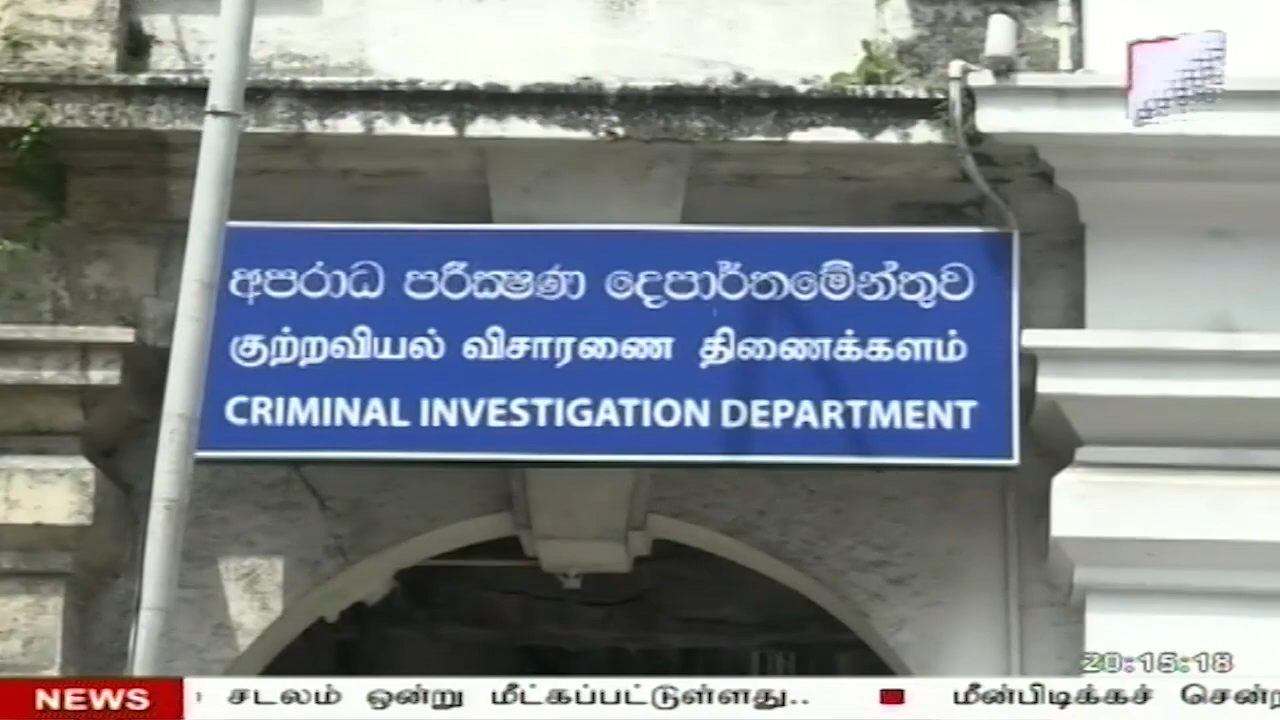 අපරාධ පරීක්ෂණ දෙපාර්තමේන්තුව
குற்றவியல் விசாரணை திணைக்களம்
CRIMINAL INVESTIGATION DEPARTMENT
20:15:18
NEWS சடலம் ஒன்று மீட்கப்பட்டுள்ளது.. ■ மீன்பிடிக்கச்